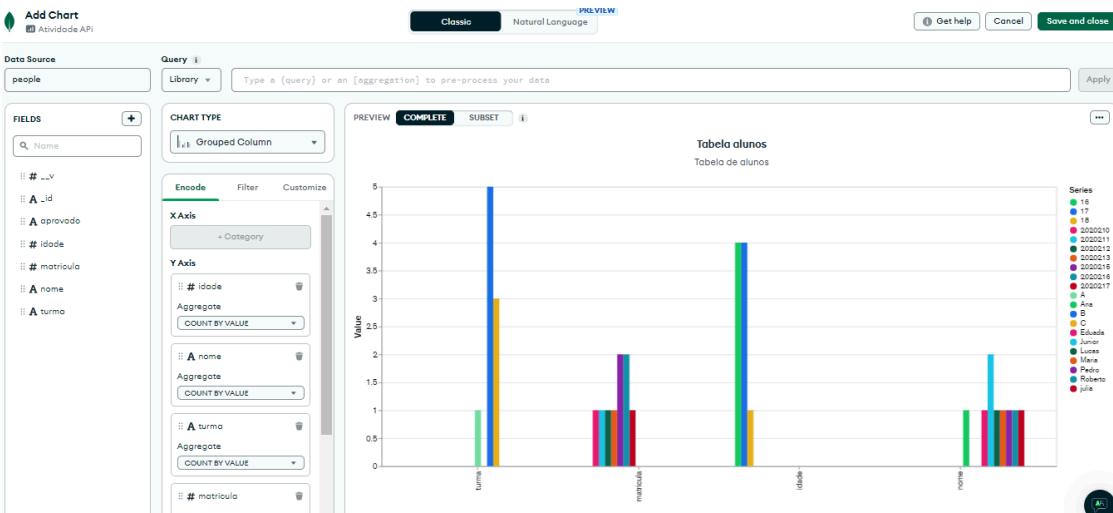 Add Chart
Atividade APi
Classic
Natural Language
PREVIEW
Get help
Cancel
Save and close
Data Source
people
Query
Library
Type a {query} or an [aggregation] to pre-process your data
Apply
FIELDS
Name
# __v
A _id
A aprovado
# idade
# matricula
A nome
A turma
CHART TYPE
Grouped Column
Encode
Filter
Customize
X Axis
+ Category
Y Axis
# idade
Aggregate
COUNT BY VALUE
A nome
Aggregate
COUNT BY VALUE
A turma
Aggregate
COUNT BY VALUE
# matricula
PREVIEW
COMPLETE
SUBSET
Tabela alunos
Tabela de alunos
Value
5
4.5
4
3.5
3
2.5
2
1.5
1
0.5
0
turma
matricula
idade
nome
Series
16
17
18
2020210
2020211
2020212
2020213
2020215
2020216
2020217
A
Ana
B
C
Eduada
Junior
Lucas
Maria
Pedro
Roberto
julia